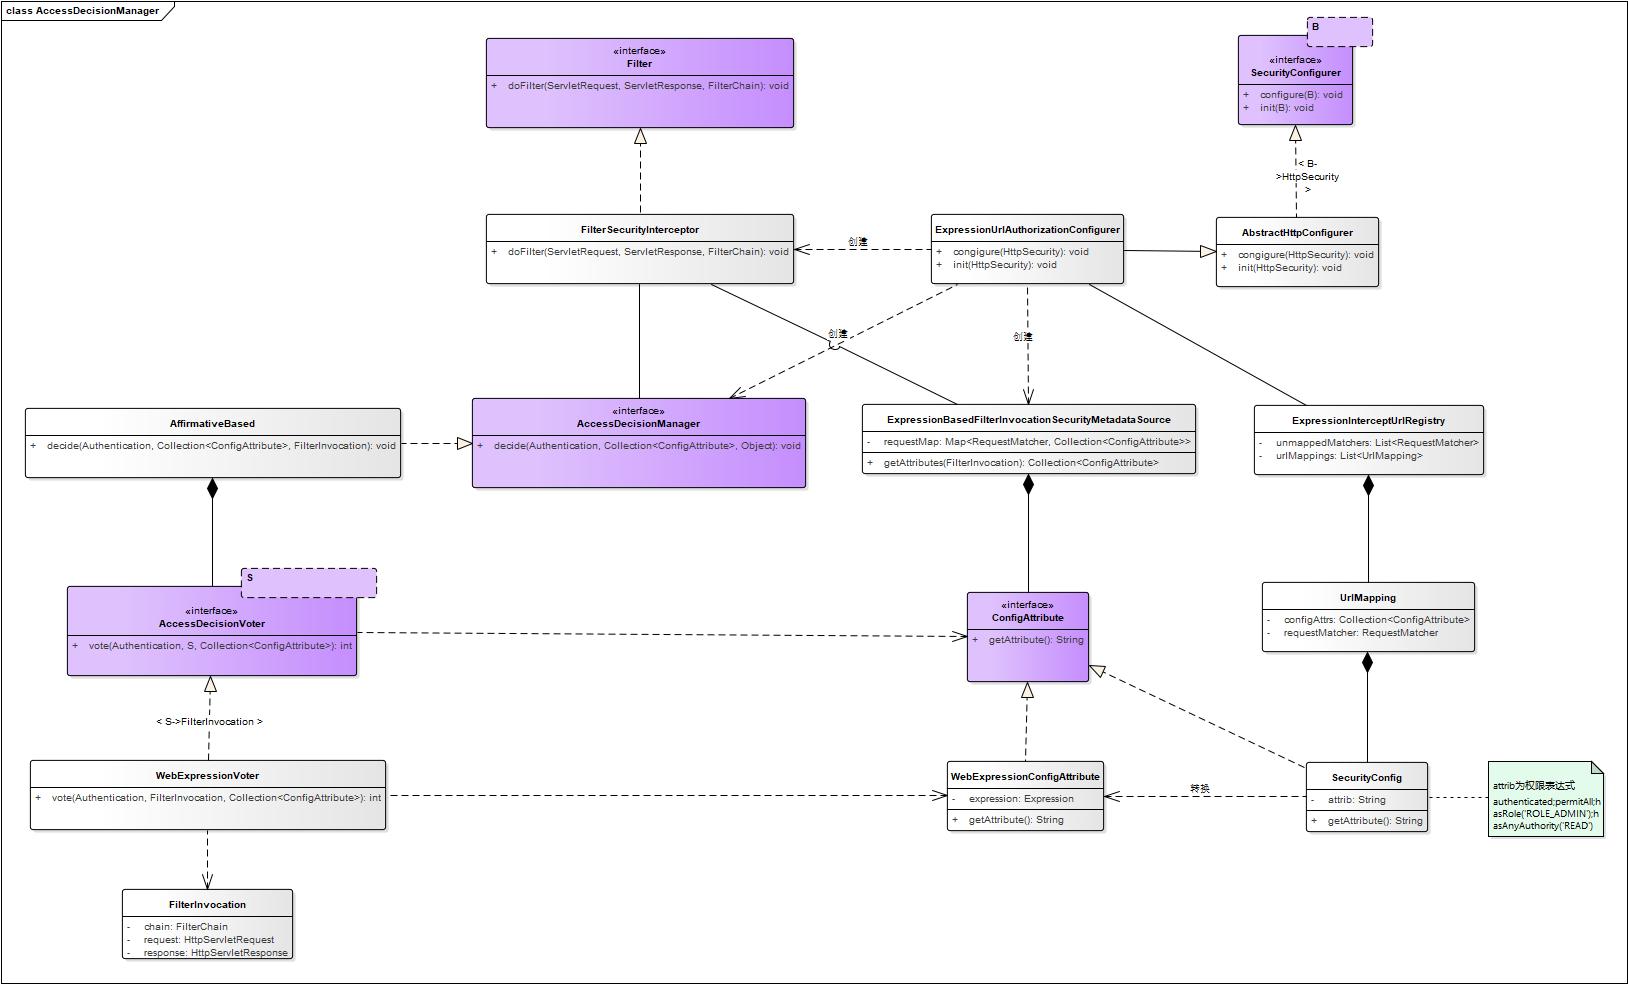 class AccessDecisionManager
«interface»
Filter
+ doFilter(ServletRequest, ServletResponse, FilterChain): void
B
«interface»
SecurityConfigurer
+ configure(B): void
+ init(B): void
< B-
>HttpSecurity
>
FilterSecurityInterceptor
+ doFilter(ServletRequest, ServletResponse, FilterChain): void
创建
ExpressionUrlAuthorizationConfigurer
+ congigure(HttpSecurity): void
+ init(HttpSecurity): void
AbstractHttpConfigurer
+ congigure(HttpSecurity): void
+ init(HttpSecurity): void
创建
创建
AffirmativeBased
+ decide(Authentication, Collection<ConfigAttribute>, FilterInvocation): void
«interface»
AccessDecisionManager
+ decide(Authentication, Collection<ConfigAttribute>, Object): void
ExpressionBasedFilterInvocationSecurityMetadataSource
- requestMap: Map<RequestMatcher, Collection<ConfigAttribute>>
+ getAttributes(FilterInvocation): Collection<ConfigAttribute>
ExpressionInterceptUrlRegistry
- unmappedMatchers: List<RequestMatcher>
- urlMappings: List<UrlMapping>
S
«interface»
AccessDecisionVoter
+ vote(Authentication, S, Collection<ConfigAttribute>): int
«interface»
ConfigAttribute
+ getAttribute(): String
UrlMapping
- configAttrs: Collection<ConfigAttribute>
- requestMatcher: RequestMatcher
< S->FilterInvocation >
WebExpressionVoter
+ vote(Authentication, FilterInvocation, Collection<ConfigAttribute>): int
WebExpressionConfigAttribute
- expression: Expression
+ getAttribute(): String
转换
SecurityConfig
- attrib: String
+ getAttribute(): String
attrib为权限表达式
authenticated;permitAll;h
asRole('ROLE_ADMIN');h
asAnyAuthority('READ')
FilterInvocation
- chain: FilterChain
- request: HttpServletRequest
- response: HttpServletResponse